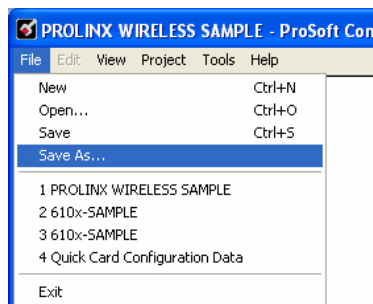 PROLINX WIRELESS SAMPLE - ProSoft Con
File Edit View Project Tools Help
New Ctrl+N
Open... Ctrl+O
Save Ctrl+S
Save As...
1 PROLINX WIRELESS SAMPLE
2 610x-SAMPLE
3 610x-SAMPLE
4 Quick Card Configuration Data
Exit